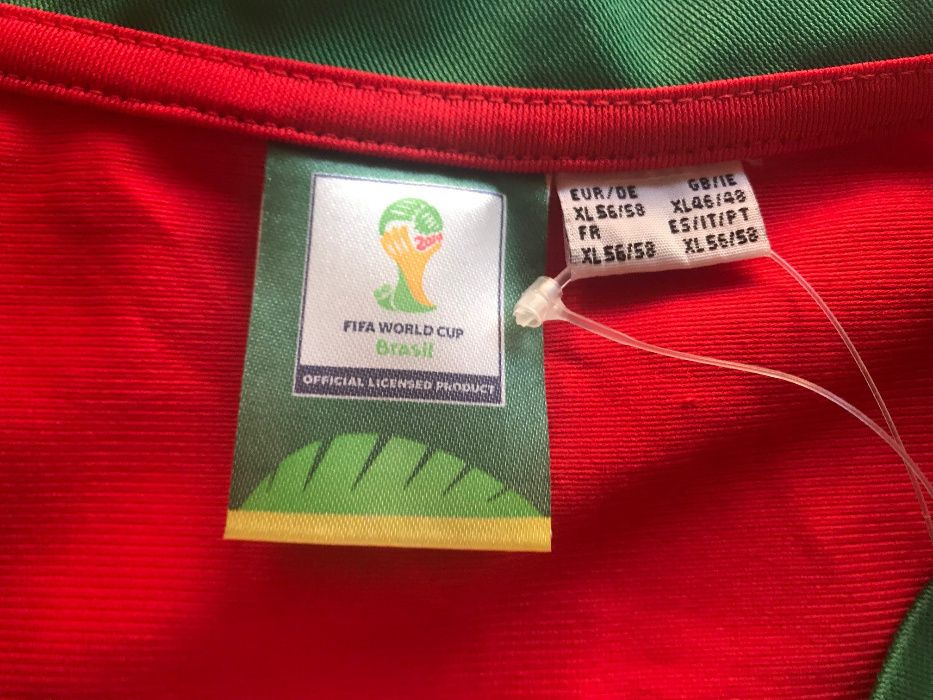 2014
FIFA WORLD CUP
Brasil
OFFICIAL LICENSED PRODUCT
EUR/DE GB/IE
XL 56/58 XL46/48
FR ES/IT/PT
XL 56/58 XL 56/58